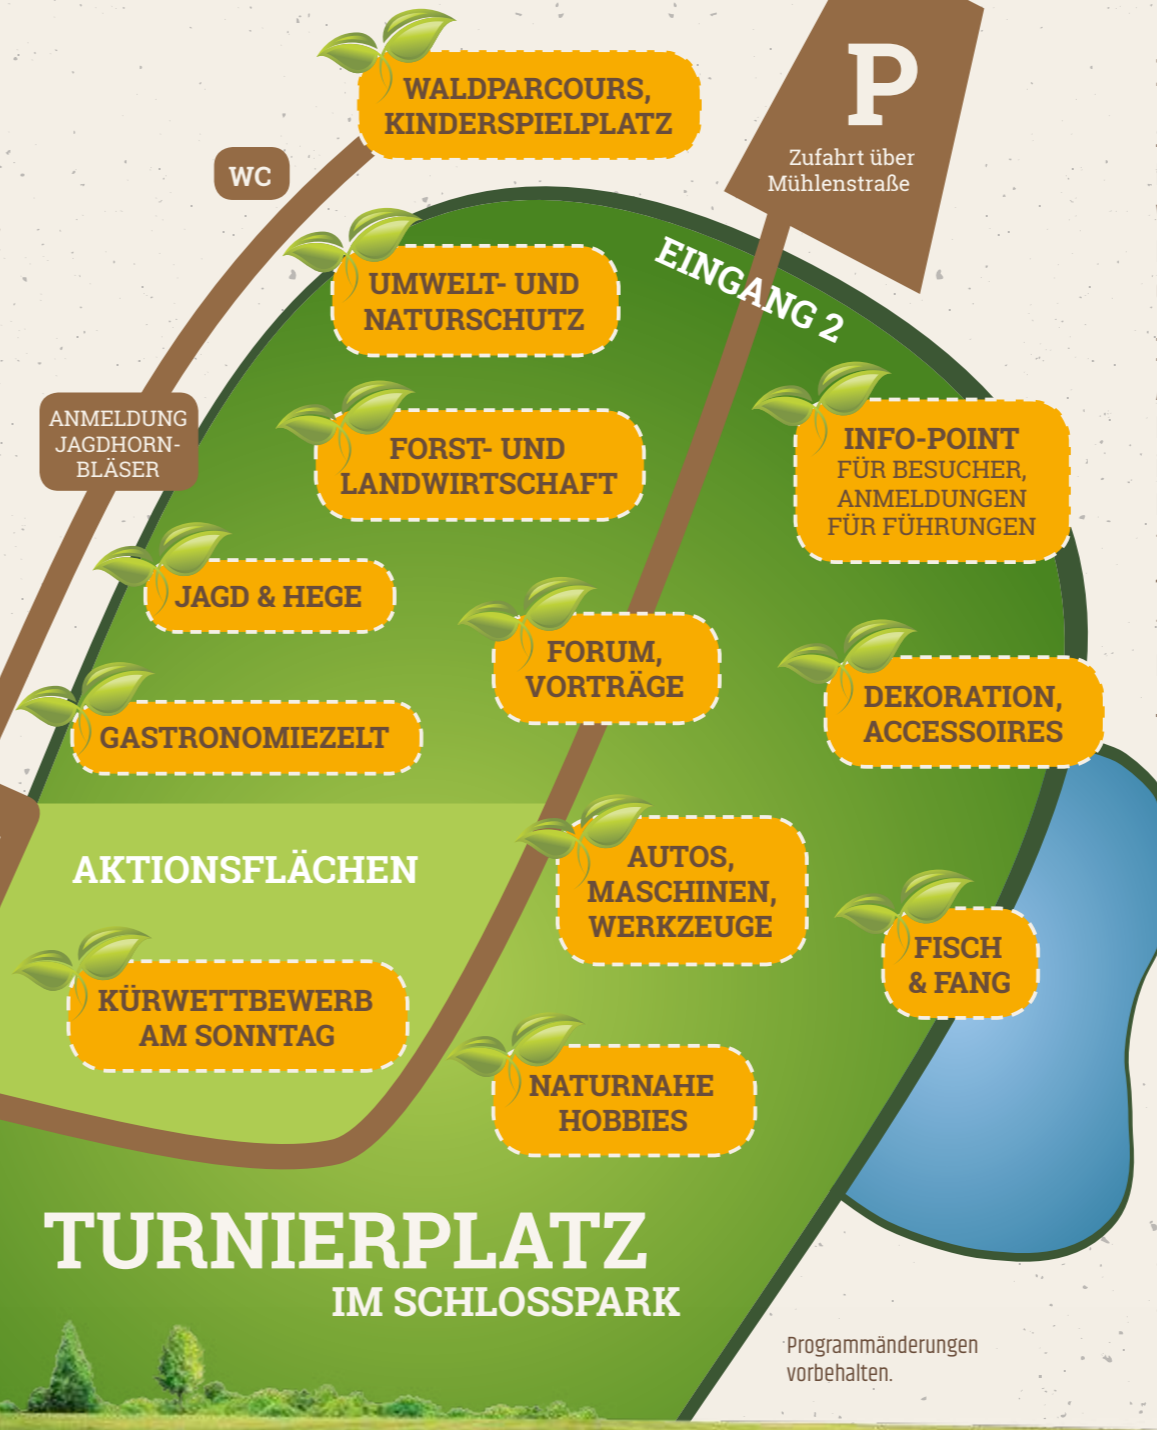 WALDPARCOURS,
KINDERSPIELPLATZ
P
Zufahrt über
Mühlenstraße
WC
EINGANG 2
UMWELT- UND
NATURSCHUTZ
ANMELDUNG
JAGDHORN-
BLÄSER
FORST- UND
LANDWIRTSCHAFT
INFO-POINT
FÜR BESUCHER,
ANMELDUNGEN
FÜR FÜHRUNGEN
JAGD & HEGE
FORUM,
VORTRÄGE
DEKORATION,
ACCESSOIRES
GASTRONOMIEZELT
AKTIONSFLÄCHEN
AUTOS,
MASCHINEN,
WERKZEUGE
FISCH
& FANG
KÜRWETTBEWERB
AM SONNTAG
NATURNAHE
HOBBIES
TURNIERPLATZ
IM SCHLOSSPARK
Programmänderungen
vorbehalten.